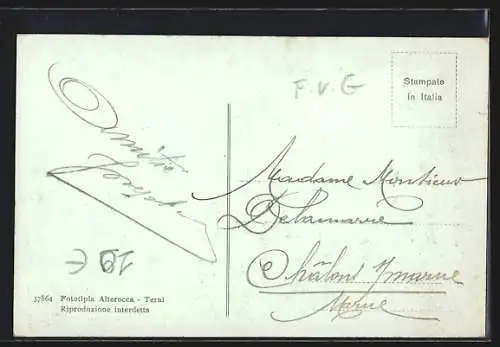 F.V.G
Stampate
in Italia
Madame Monsieur
Delamarre
Châlons s/marne
Marne
19 €
37864 Fototipia Alterocca - Terni
Riproduzione interdetta